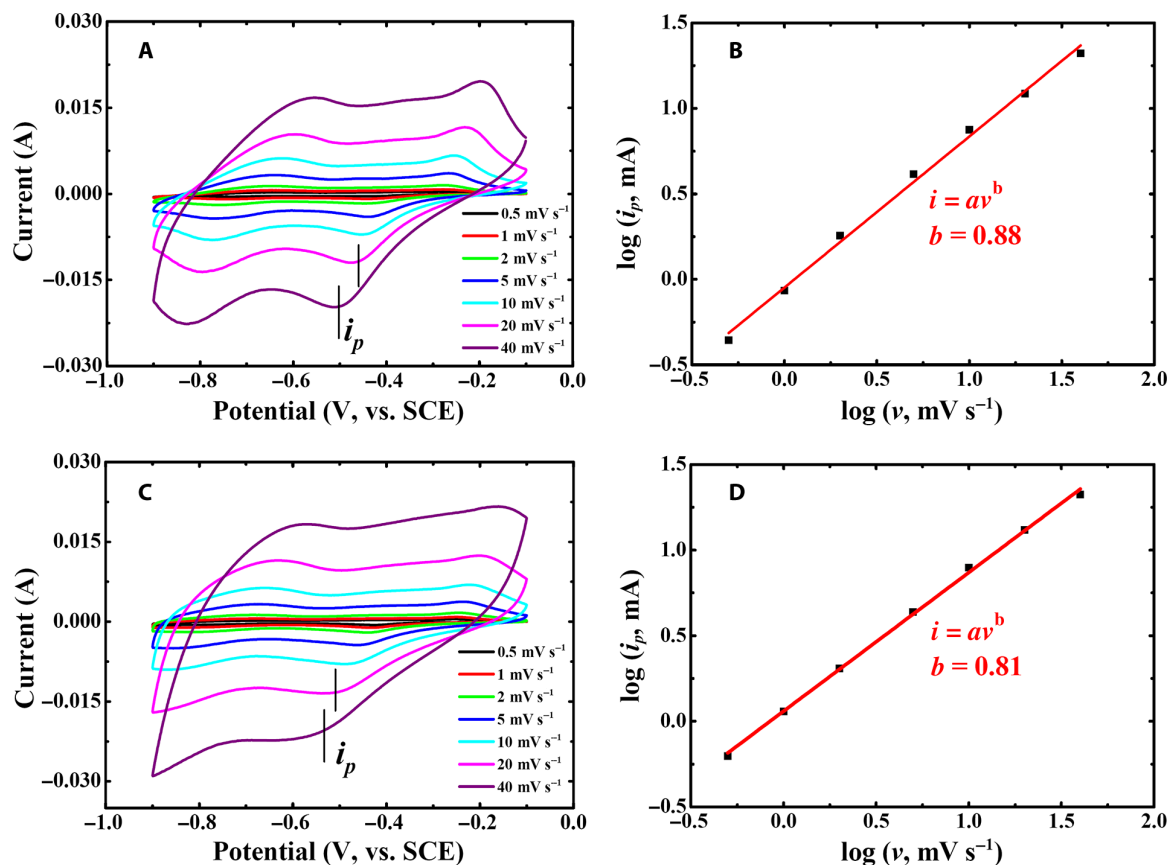 A
0.030
0.015
0.000
−0.015
−0.030
Current (A)
−1.0 −0.8 −0.6 −0.4 −0.2 0.0
Potential (V, vs. SCE)
0.5 mV s⁻¹
1 mV s⁻¹
2 mV s⁻¹
5 mV s⁻¹
10 mV s⁻¹
20 mV s⁻¹
40 mV s⁻¹
iₚ
B
1.5
1.0
0.5
0.0
−0.5
log (iₚ, mA)
−0.5 0.0 0.5 1.0 1.5 2.0
log (v, mV s⁻¹)
i = avᵇ
b = 0.88
C
0.030
0.015
0.000
−0.015
−0.030
Current (A)
−1.0 −0.8 −0.6 −0.4 −0.2 0.0
Potential (V, vs. SCE)
0.5 mV s⁻¹
1 mV s⁻¹
2 mV s⁻¹
5 mV s⁻¹
10 mV s⁻¹
20 mV s⁻¹
40 mV s⁻¹
iₚ
D
1.5
1.0
0.5
0.0
−0.5
log (iₚ, mA)
−0.5 0.0 0.5 1.0 1.5 2.0
log (v, mV s⁻¹)
i = avᵇ
b = 0.81